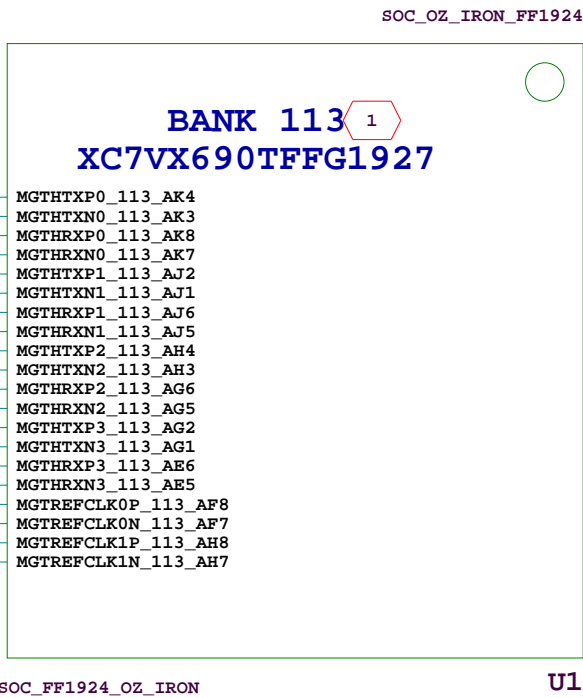 SOC_OZ_IRON_FF1924
BANK 113
1
XC7VX690TFFG1927
MGTHTXP0_113_AK4
MGTHTXN0_113_AK3
MGTHRXP0_113_AK8
MGTHRXN0_113_AK7
MGTHTXP1_113_AJ2
MGTHTXN1_113_AJ1
MGTHRXP1_113_AJ6
MGTHRXN1_113_AJ5
MGTHTXP2_113_AH4
MGTHTXN2_113_AH3
MGTHRXP2_113_AG6
MGTHRXN2_113_AG5
MGTHTXP3_113_AG2
MGTHTXN3_113_AG1
MGTHRXP3_113_AE6
MGTHRXN3_113_AE5
MGTREFCLK0P_113_AF8
MGTREFCLK0N_113_AF7
MGTREFCLK1P_113_AH8
MGTREFCLK1N_113_AH7
SOC_FF1924_OZ_IRON
U1